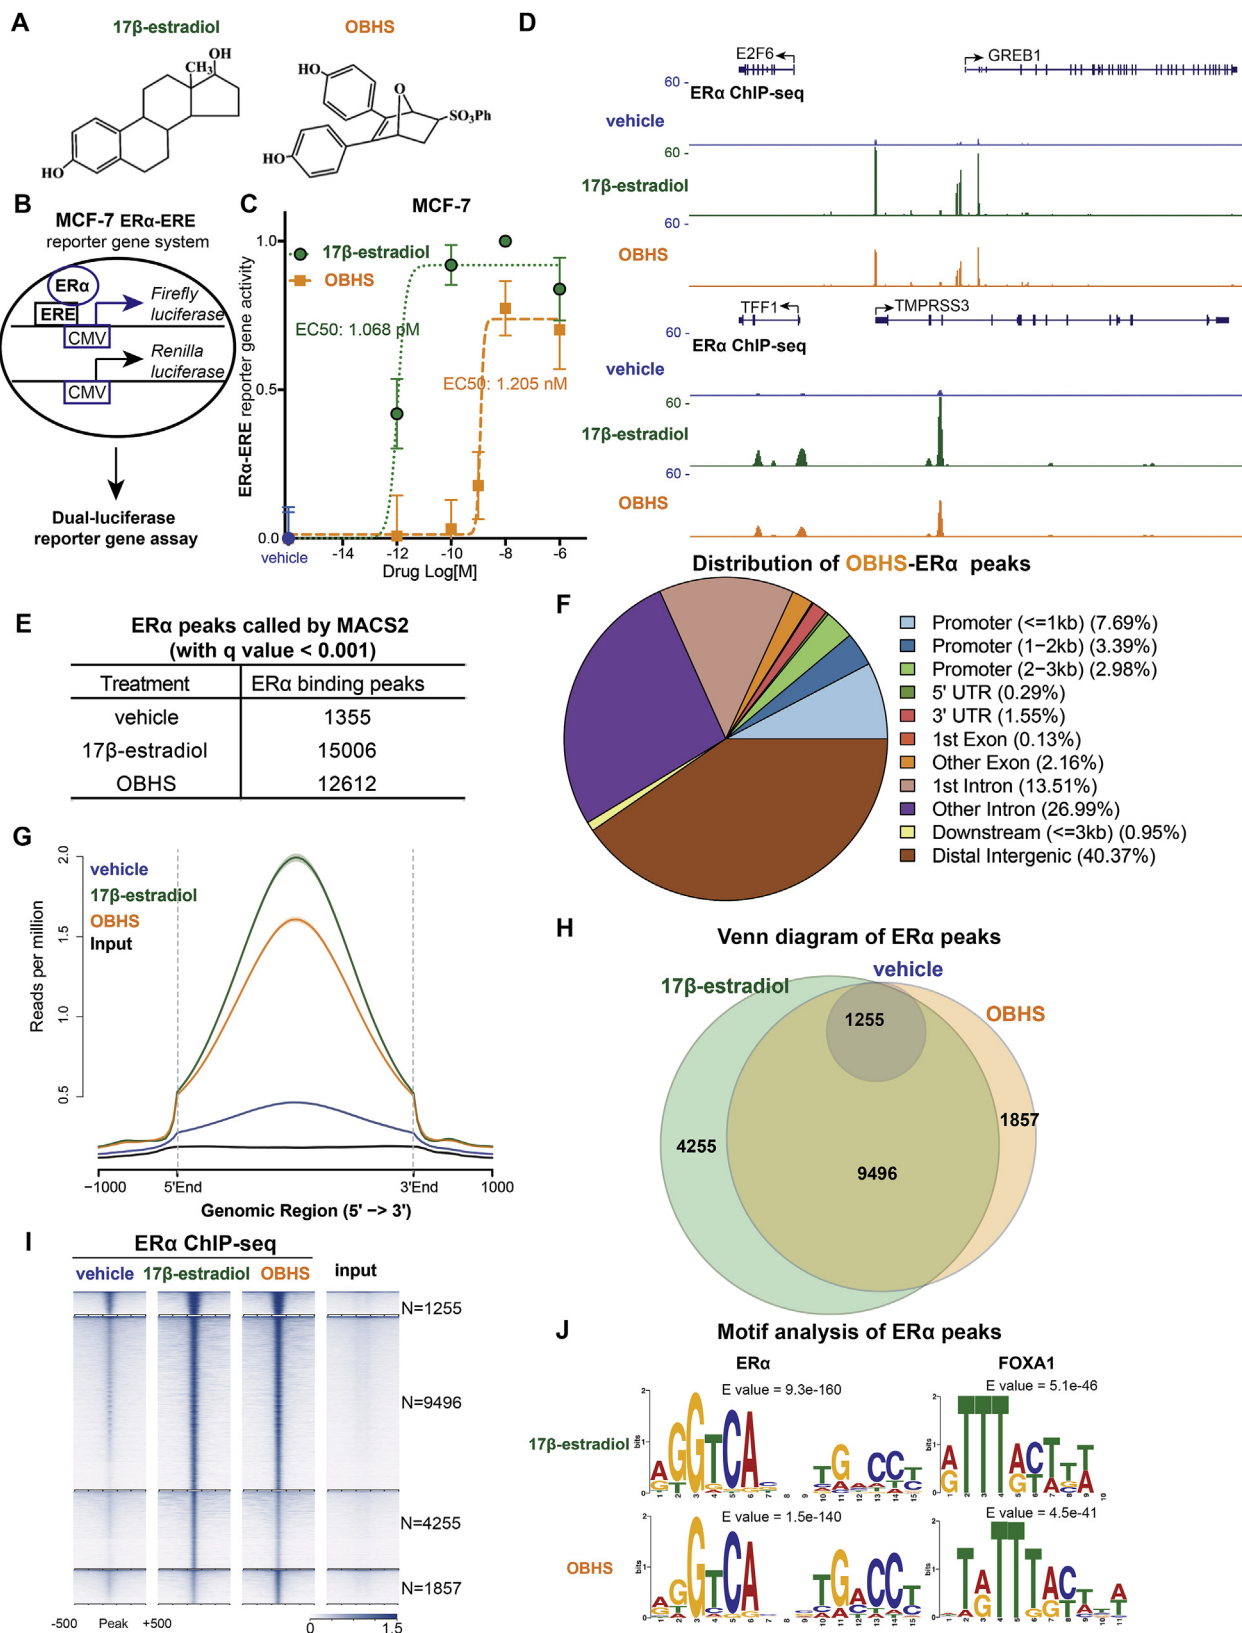 A
17β-estradiol
OBHS
OH
CH3
HO
HO
HO
O
SO3Ph
B
MCF-7 ERα-ERE
reporter gene system
ERα
ERE
CMV
Firefly
luciferase
CMV
Renilla
luciferase
Dual-luciferase
reporter gene assay
C
MCF-7
ERα-ERE reporter gene activity
1.0
0.5
0.0
17β-estradiol
OBHS
EC50: 1.068 pM
EC50: 1.205 nM
vehicle
-14
-12
-10
-8
-6
Drug Log[M]
D
E2F6
GREB1
60 -
ERα ChIP-seq
vehicle
60 -
17β-estradiol
60 -
OBHS
TFF1
TMPRSS3
60 -
ERα ChIP-seq
vehicle
60 -
17β-estradiol
60 -
OBHS
E
ERα peaks called by MACS2
(with q value < 0.001)
Treatment ERα binding peaks
vehicle 1355
17β-estradiol 15006
OBHS 12612
F
Distribution of OBHS-ERα peaks
Promoter (<=1kb) (7.69%)
Promoter (1−2kb) (3.39%)
Promoter (2−3kb) (2.98%)
5' UTR (0.29%)
3' UTR (1.55%)
1st Exon (0.13%)
Other Exon (2.16%)
1st Intron (13.51%)
Other Intron (26.99%)
Downstream (<=3kb) (0.95%)
Distal Intergenic (40.37%)
G
vehicle
17β-estradiol
OBHS
Input
Reads per million
2.0
1.5
1.0
0.5
−1000
5'End
3'End
1000
Genomic Region (5' −> 3')
H
Venn diagram of ERα peaks
17β-estradiol
vehicle
OBHS
1255
4255
9496
1857
I
ERα ChIP-seq
vehicle 17β-estradiol OBHS input
N=1255
N=9496
N=4255
N=1857
-500 Peak +500
0 1.5
J
Motif analysis of ERα peaks
ERα
FOXA1
17β-estradiol
E value = 9.3e-160
E value = 5.1e-46
OBHS
E value = 1.5e-140
E value = 4.5e-41